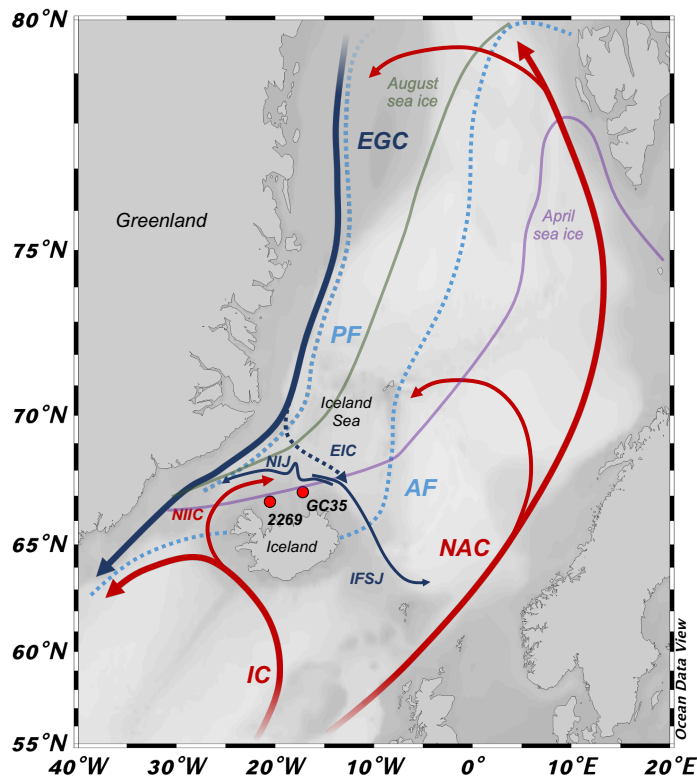 80°N
August
sea ice
EGC
Greenland
April
sea ice
75°N
PF
70°N
Iceland
Sea
EIC
NIJ
AF
NIIC
GC35
2269
65°N
Iceland
NAC
IFSJ
60°N
IC
Ocean Data View
55°N
40°W
30°W
20°W
10°W
0°
10°E
20°E